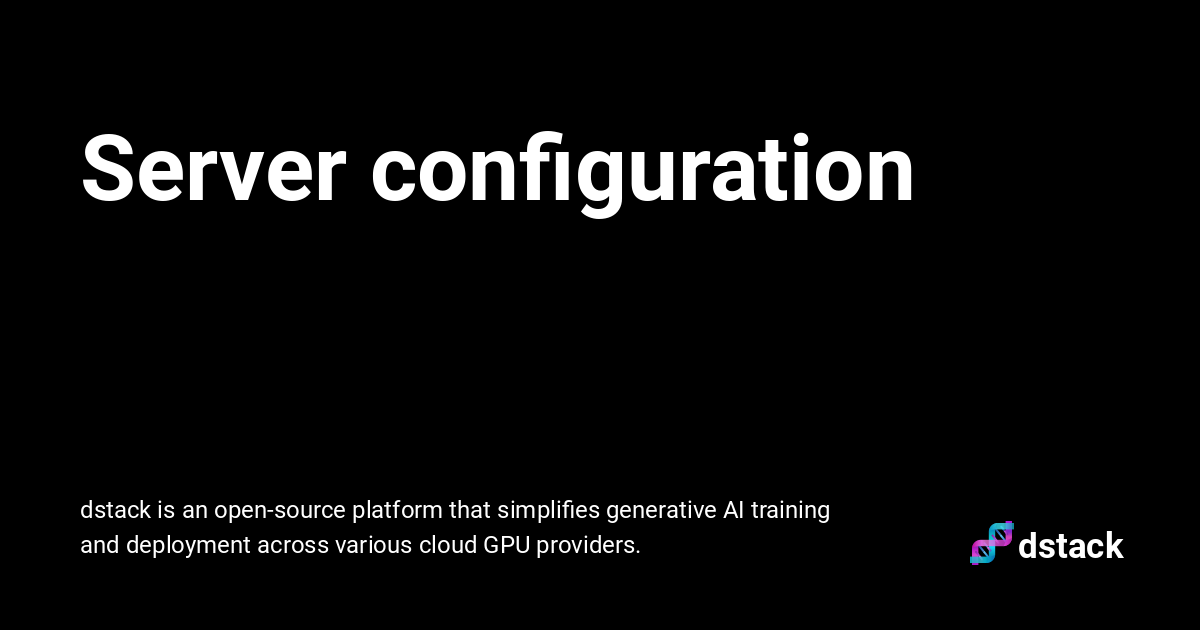 Server configuration
dstack is an open-source platform that simplifies generative AI training
and deployment across various cloud GPU providers.
dstack